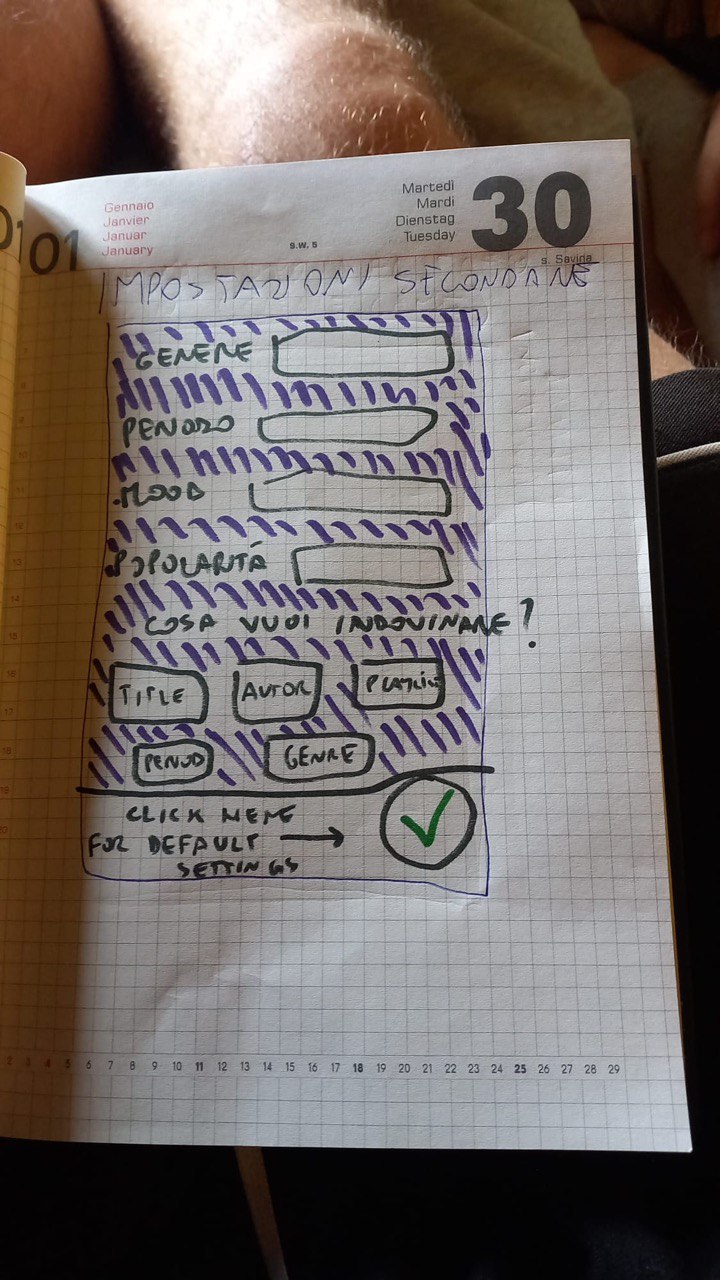 Gennaio
Janvier
Januar
January
01
9.W. 5
Martedì
Mardi
Dienstag
Tuesday
30
s. Savina
IMPOSTAZIONI SECONDARIE
GENERE
PERIODO
MOOD
POPOLARITÀ
COSA VUOI INDOVINARE?
TITLE AUTOR PLAYLIST
PERIOD GENRE
CLICK HERE
FOR DEFAULT →
SETTINGS
2 3 4 5 6 7 8 9 10 11 12 13 14 15 16 17 18 19 20 21 22 23 24 25 26 27 28 29